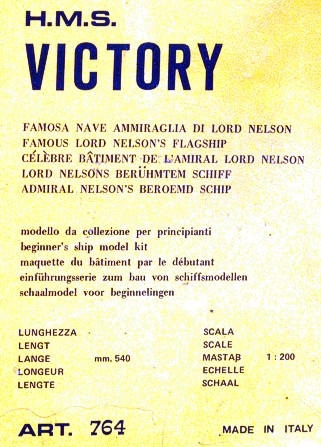 H.M.S.
VICTORY
FAMOSA NAVE AMMIRAGLIA DI LORD NELSON
FAMOUS LORD NELSON'S FLAGSHIP
CÉLÈBRE BÂTIMENT DE L'AMIRAL LORD NELSON
LORD NELSONS BERÜHMTEM SCHIFF
ADMIRAL NELSON'S BEROEMD SCHIP
modello da collezione per principianti
beginner's ship model kit
maquette du bâtiment par le débutant
einführungsserie zum bau von schiffsmodellen
schaalmodel voor beginnelingen
LUNGHEZZA
LENGT
LANGE mm. 540
LONGEUR
LENGTE
SCALA
SCALE
MASTAB 1 : 200
ECHELLE
SCHAAL
ART. 764 MADE IN ITALY